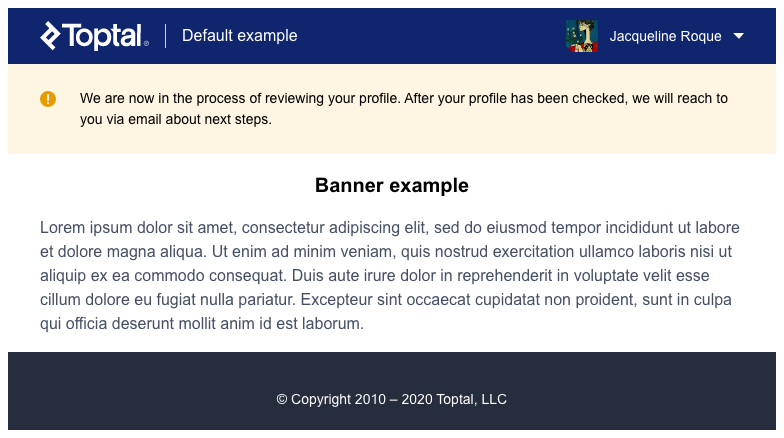 Toptal®
Default example
Jacqueline Roque
We are now in the process of reviewing your profile. After your profile has been checked, we will reach to
you via email about next steps.
Banner example
Lorem ipsum dolor sit amet, consectetur adipiscing elit, sed do eiusmod tempor incididunt ut labore
et dolore magna aliqua. Ut enim ad minim veniam, quis nostrud exercitation ullamco laboris nisi ut
aliquip ex ea commodo consequat. Duis aute irure dolor in reprehenderit in voluptate velit esse
cillum dolore eu fugiat nulla pariatur. Excepteur sint occaecat cupidatat non proident, sunt in culpa
qui officia deserunt mollit anim id est laborum.
© Copyright 2010 – 2020 Toptal, LLC